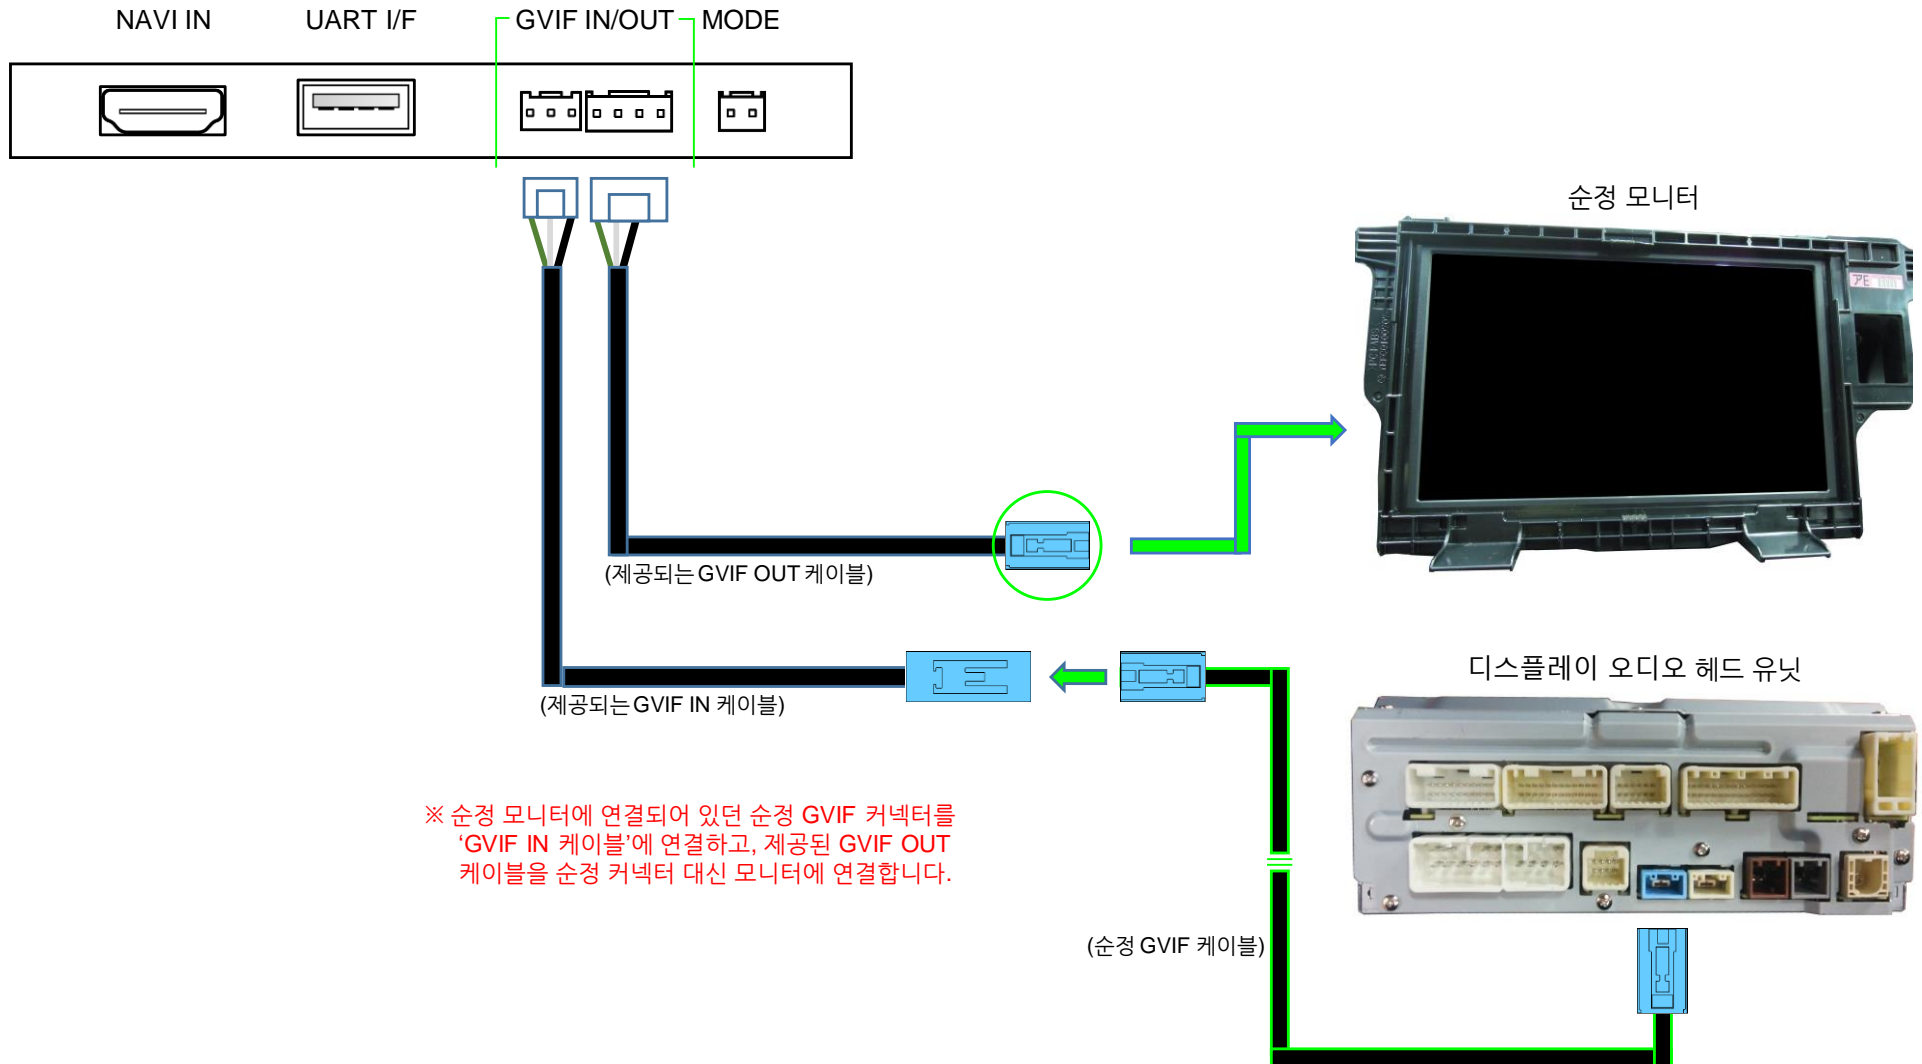 NAVI IN
UART I/F
GVIF IN/OUT
MODE
순정 모니터
(제공되는 GVIF OUT 케이블)
디스플레이 오디오 헤드 유닛
(제공되는 GVIF IN 케이블)
※ 순정 모니터에 연결되어 있던 순정 GVIF 커넥터를
‘GVIF IN 케이블’에 연결하고, 제공된 GVIF OUT
케이블을 순정 커넥터 대신 모니터에 연결합니다.
(순정 GVIF 케이블)